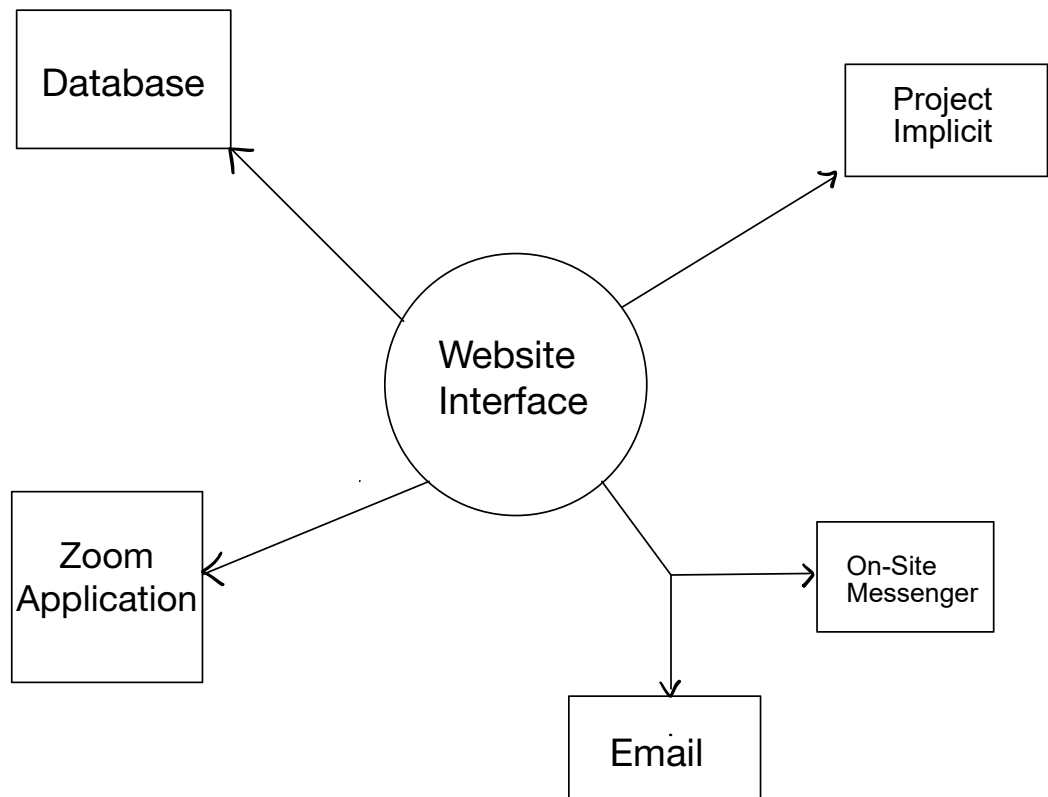 Database
Project
Implicit
Website
Interface
Zoom
Application
On-Site
Messenger
Email